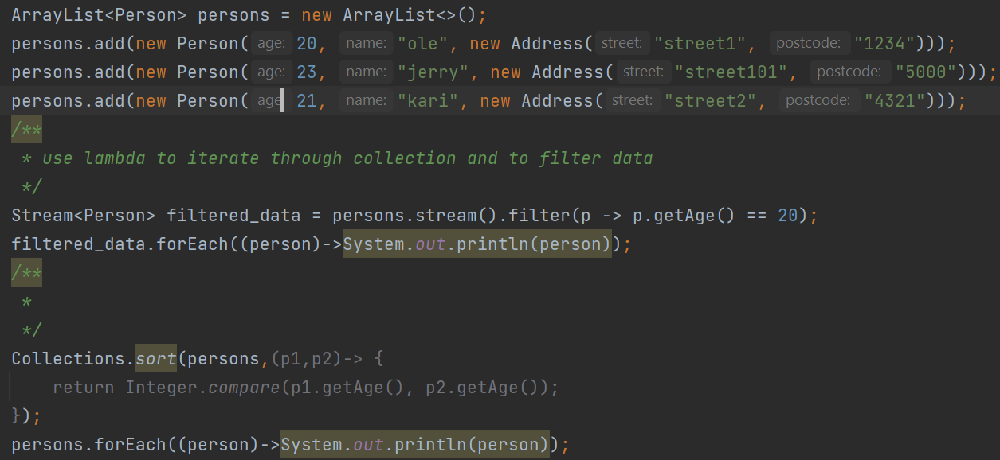 ArrayList<Person> persons = new ArrayList<>();
persons.add(new Person( age: 20, name: "ole", new Address( street: "street1", postcode: "1234")));
persons.add(new Person( age: 23, name: "jerry", new Address( street: "street101", postcode: "5000")));
persons.add(new Person( age: 21, name: "kari", new Address( street: "street2", postcode: "4321")));
/**
 * use lambda to iterate through collection and to filter data
 */
Stream<Person> filtered_data = persons.stream().filter(p -> p.getAge() == 20);
filtered_data.forEach((person)->System.out.println(person));
/**
 *
 */
Collections.sort(persons,(p1,p2)-> {
    return Integer.compare(p1.getAge(), p2.getAge());
});
persons.forEach((person)->System.out.println(person));